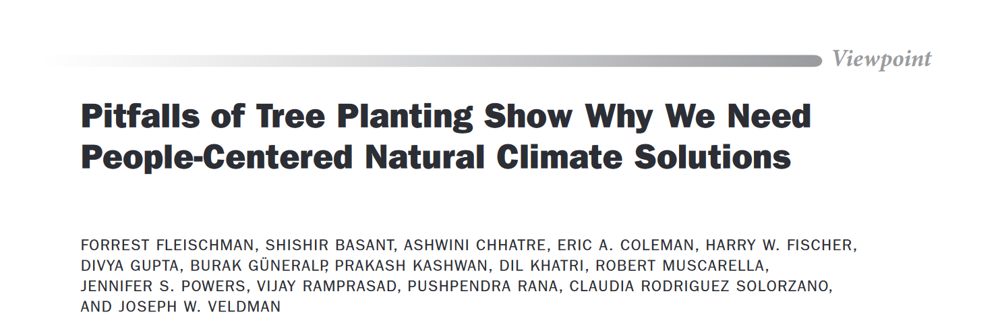 Viewpoint
Pitfalls of Tree Planting Show Why We Need
People-Centered Natural Climate Solutions
FORREST FLEISCHMAN, SHISHIR BASANT, ASHWINI CHHATRE, ERIC A. COLEMAN, HARRY W. FISCHER,
DIVYA GUPTA, BURAK GÜNERALP, PRAKASH KASHWAN, DIL KHATRI, ROBERT MUSCARELLA,
JENNIFER S. POWERS, VIJAY RAMPRASAD, PUSHPENDRA RANA, CLAUDIA RODRIGUEZ SOLORZANO,
AND JOSEPH W. VELDMAN